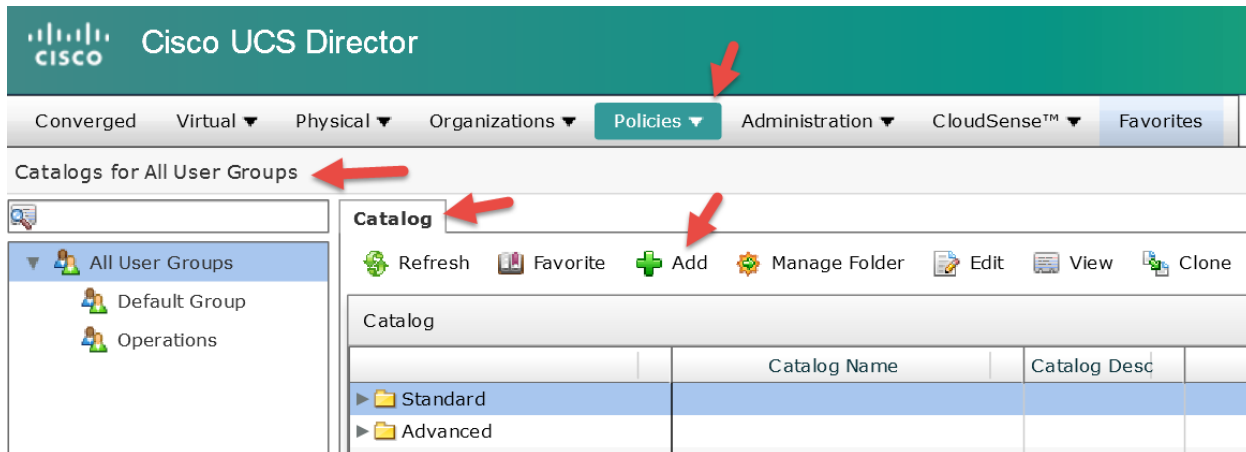 CISCO Cisco UCS Director
Converged Virtual Physical Organizations Policies Administration CloudSense™ Favorites
Catalogs for All User Groups
Catalog
All User Groups
Default Group
Operations
Refresh Favorite Add Manage Folder Edit View Clone
Catalog
Catalog Name Catalog Desc
Standard
Advanced